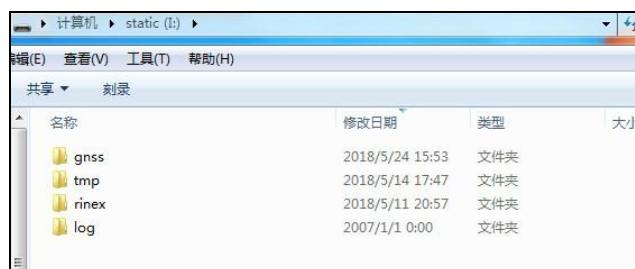 计算机 static (I:)
编辑(E) 查看(V) 工具(T) 帮助(H)
共享 刻录
名称 修改日期 类型 大小
gnss 2018/5/24 15:53 文件夹
tmp 2018/5/14 17:47 文件夹
rinex 2018/5/11 20:57 文件夹
log 2007/1/1 0:00 文件夹